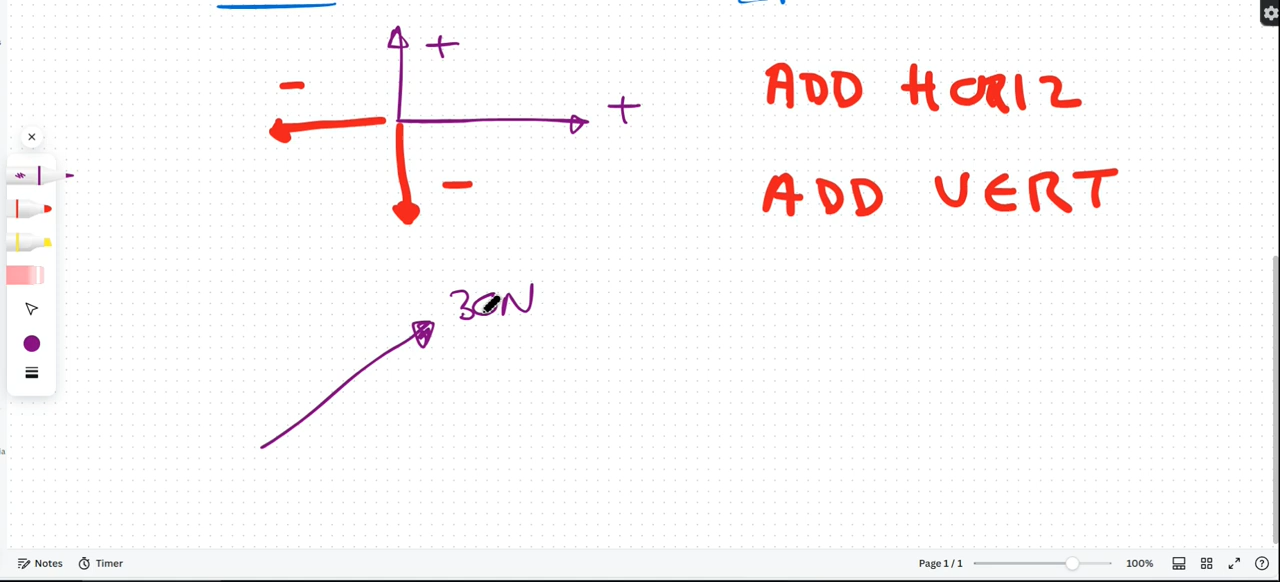 +
-
+
-
ADD HORIZ
ADD VERT
30N
Notes
Timer
Page 1 / 1
100%